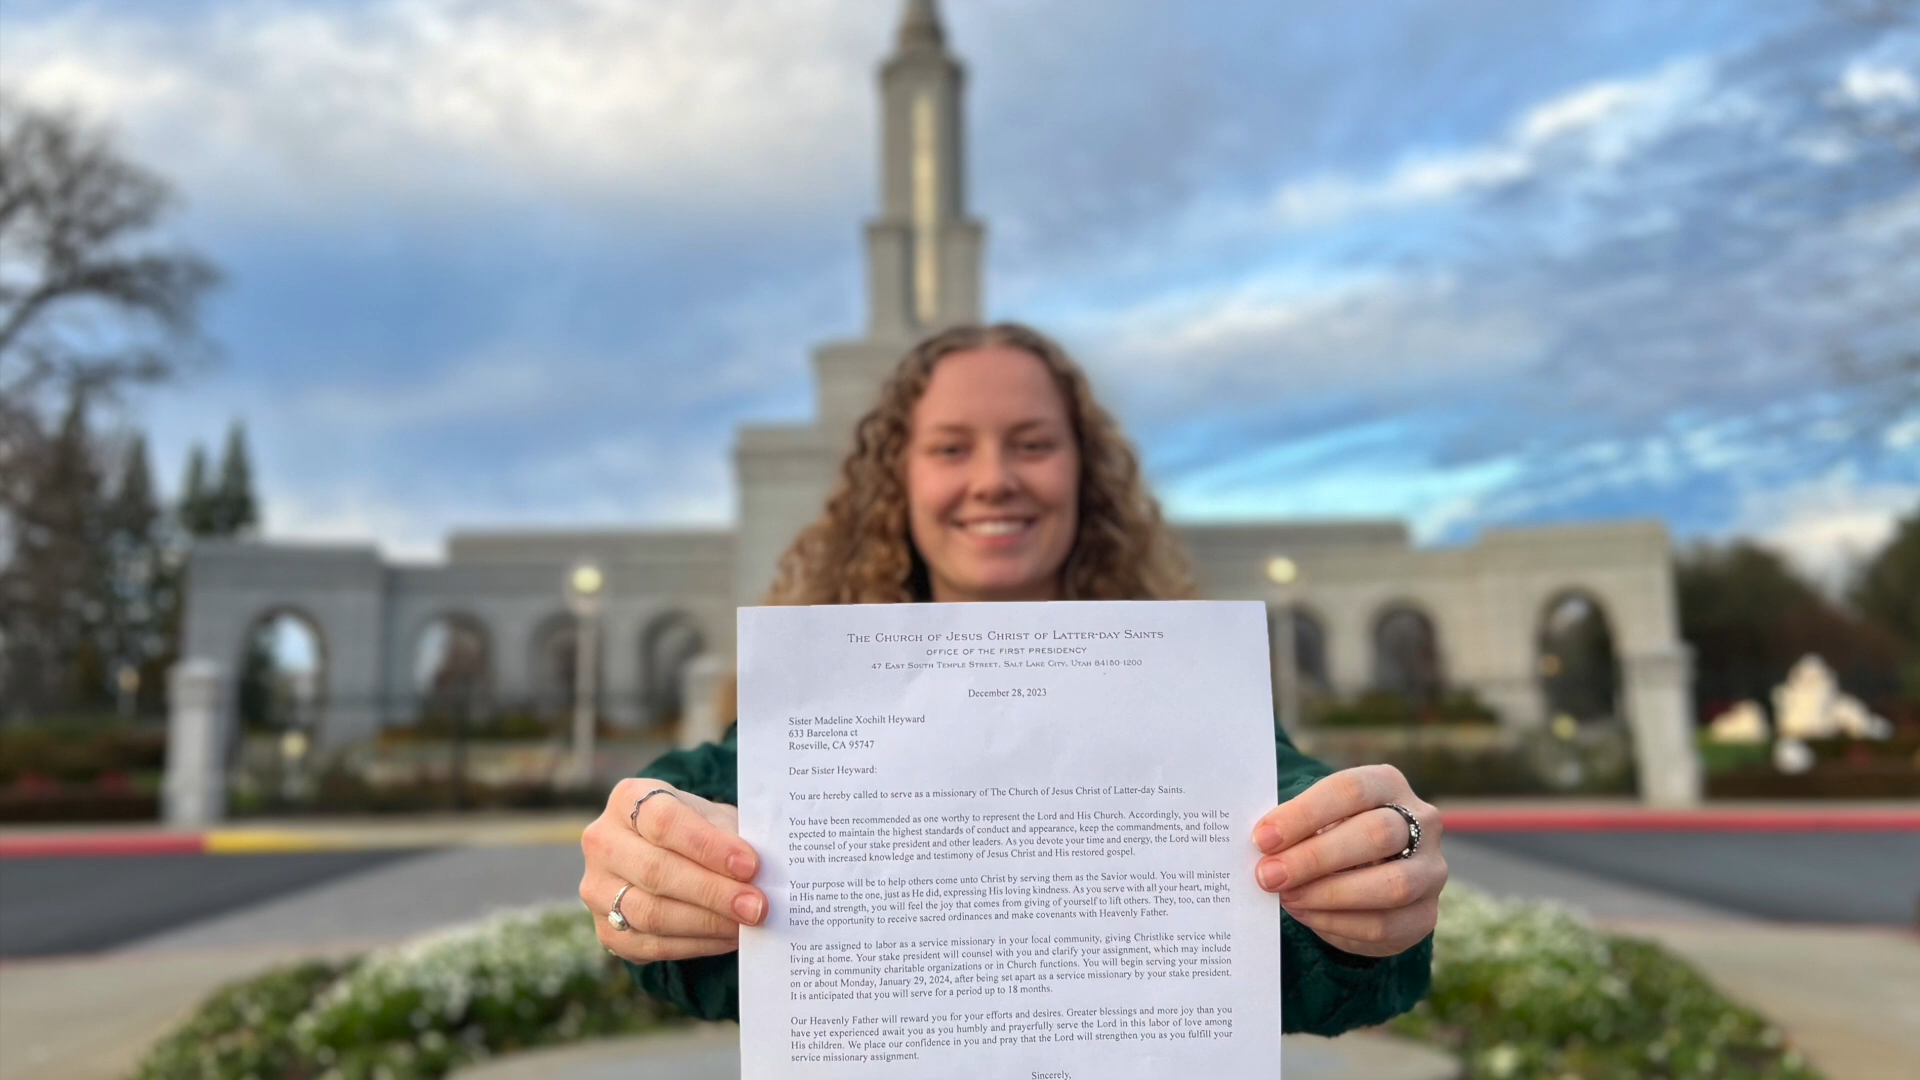 THE CHURCH OF JESUS CHRIST OF LATTER-DAY SAINTS
OFFICE OF THE FIRST PRESIDENCY
47 EAST SOUTH TEMPLE STREET, SALT LAKE CITY, UTAH 84150-1200
December 28, 2023
Sister Madeline Xochilt Heyward
633 Barcelona ct
Roseville, CA 95747
Dear Sister Heyward:
You are hereby called to serve as a missionary of The Church of Jesus Christ of Latter-day Saints.
You have been recommended as one worthy to represent the Lord and His Church. Accordingly, you will be
expected to maintain the highest standards of conduct and appearance, keep the commandments, and follow
the counsel of your stake president and other leaders. As you devote your time and energy, the Lord will bless
you with increased knowledge and testimony of Jesus Christ and His restored gospel.
Your purpose will be to help others come unto Christ by serving them as the Savior would. You will minister
in His name to the one, just as He did, expressing His loving kindness. As you serve with all your heart, might,
mind, and strength, you will feel the joy that comes from giving of yourself to lift others. They, too, can then
have the opportunity to receive sacred ordinances and make covenants with Heavenly Father.
You are assigned to labor as a service missionary in your local community, giving Christlike service while
living at home. Your stake president will counsel with you and clarify your assignment, which may include
serving in community charitable organizations or in Church functions. You will begin serving your mission
on or about Monday, January 29, 2024, after being set apart as a service missionary by your stake president.
It is anticipated that you will serve for a period up to 18 months.
Our Heavenly Father will reward you for your efforts and desires. Greater blessings and more joy than you
have yet experienced await you as you humbly and prayerfully serve the Lord in this labor of love among
His children. We place our confidence in you and pray that the Lord will strengthen you as you fulfill your
service missionary assignment.
Sincerely,